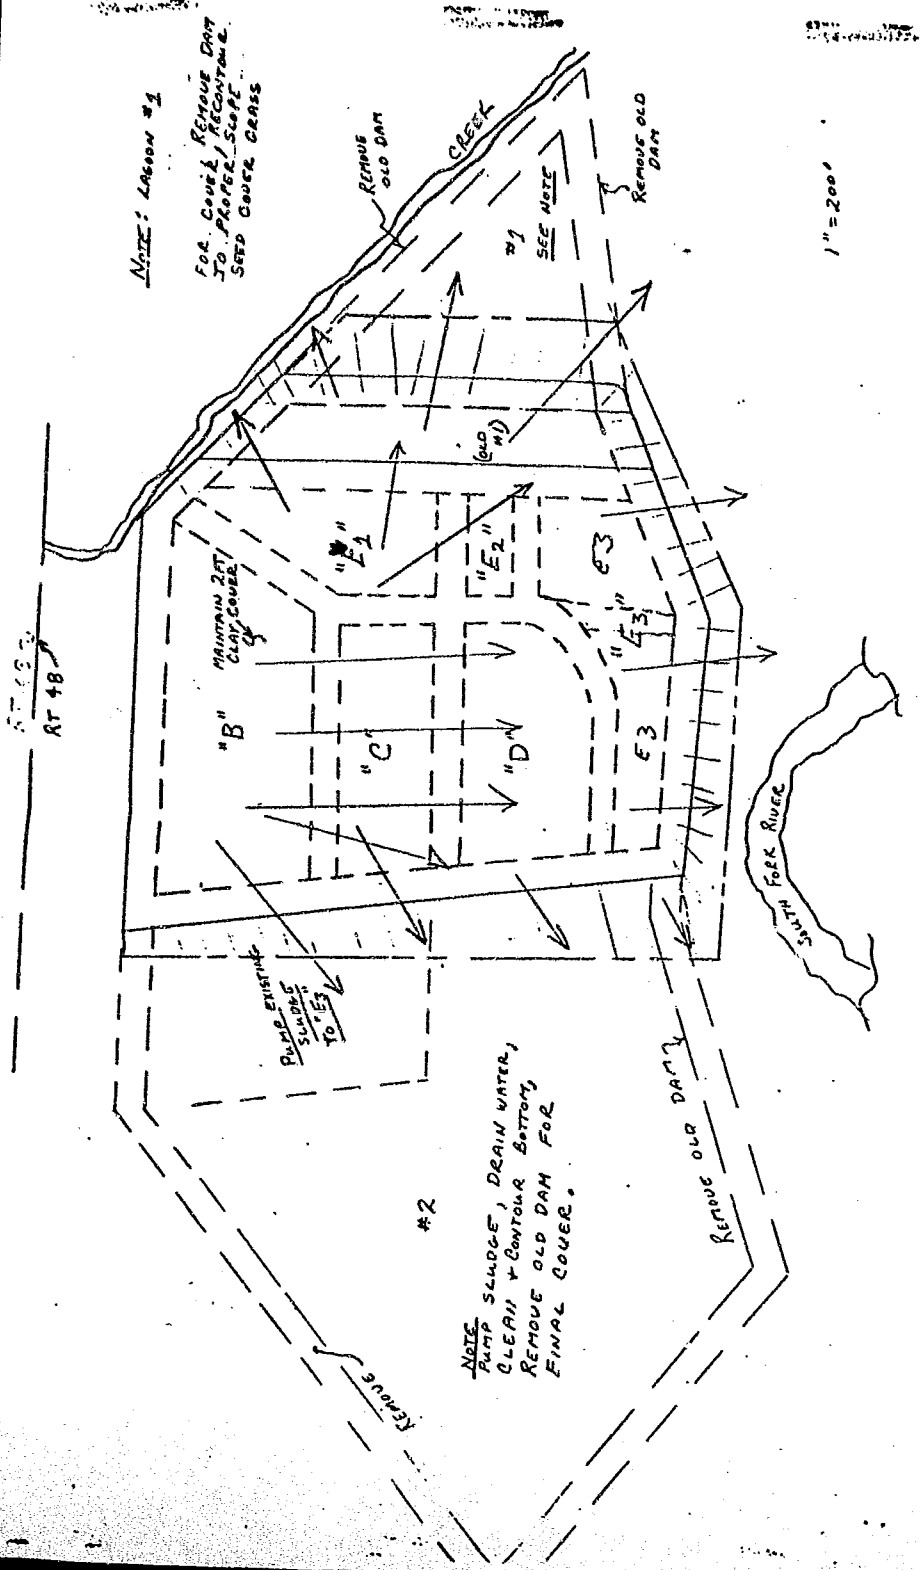 NOTE: LAGOON #1
FOR COVER, REMOVE DAM
TO PROPER SLOPE, RECONTOUR
SEED COVER GRASS
REMOVE
OLD DAM
CREEK
#1
SEE NOTE
REMOVE OLD
DAM
1"=200'
RT 48
MAINTAIN 2FT
CLAY COVER
"B"
"C"
"D"
"E1"
"E2"
(OLD
#1)
E3
"E3"
E3
SOUTH FORK RIVER
PUMP EXISTING
SLUDGE
TO "E3"
#2
NOTE
PUMP SLUDGE, DRAIN WATER,
CLEAN + CONTOUR BOTTOM,
REMOVE OLD DAM FOR
FINAL COVER.
REMOVE OLD DAM
REMOVE